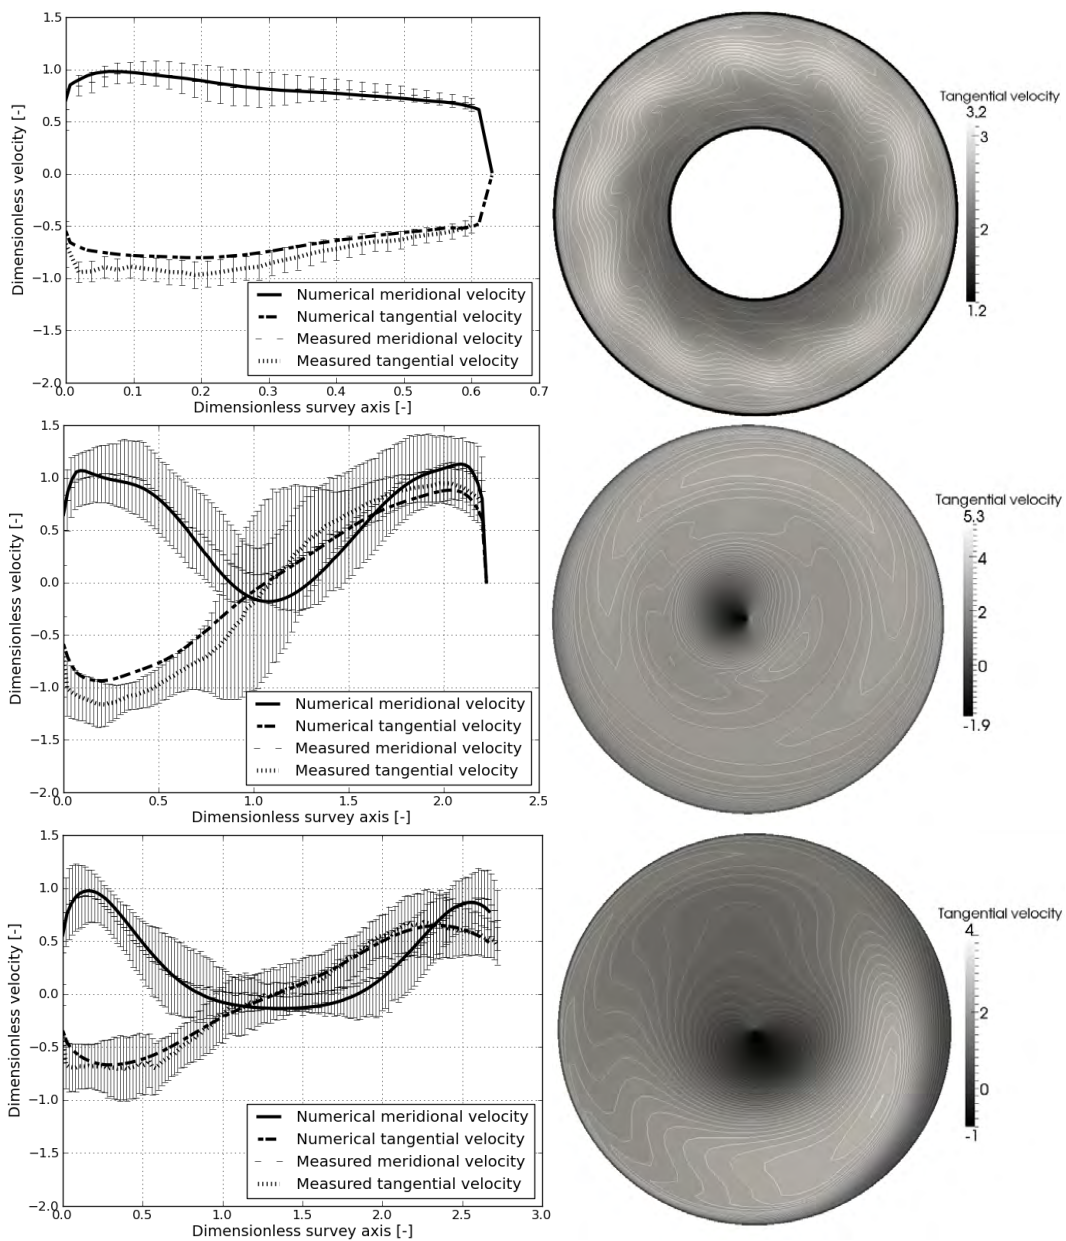 1.5
1.0
0.5
0.0
−0.5
−1.0
−1.5
−2.0
Dimensionless velocity [-]
0.0 0.1 0.2 0.3 0.4 0.5 0.6 0.7
Dimensionless survey axis [-]
Numerical meridional velocity
Numerical tangential velocity
Measured meridional velocity
Measured tangential velocity
Tangential velocity
3.2
3
2
1.2
1.5
1.0
0.5
0.0
−0.5
−1.0
−1.5
−2.0
Dimensionless velocity [-]
0.0 0.5 1.0 1.5 2.0 2.5
Dimensionless survey axis [-]
Numerical meridional velocity
Numerical tangential velocity
Measured meridional velocity
Measured tangential velocity
Tangential velocity
5.3
4
2
0
-1.9
1.5
1.0
0.5
0.0
−0.5
−1.0
−1.5
−2.0
Dimensionless velocity [-]
0.0 0.5 1.0 1.5 2.0 2.5 3.0
Dimensionless survey axis [-]
Numerical meridional velocity
Numerical tangential velocity
Measured meridional velocity
Measured tangential velocity
Tangential velocity
4
2
0
-1